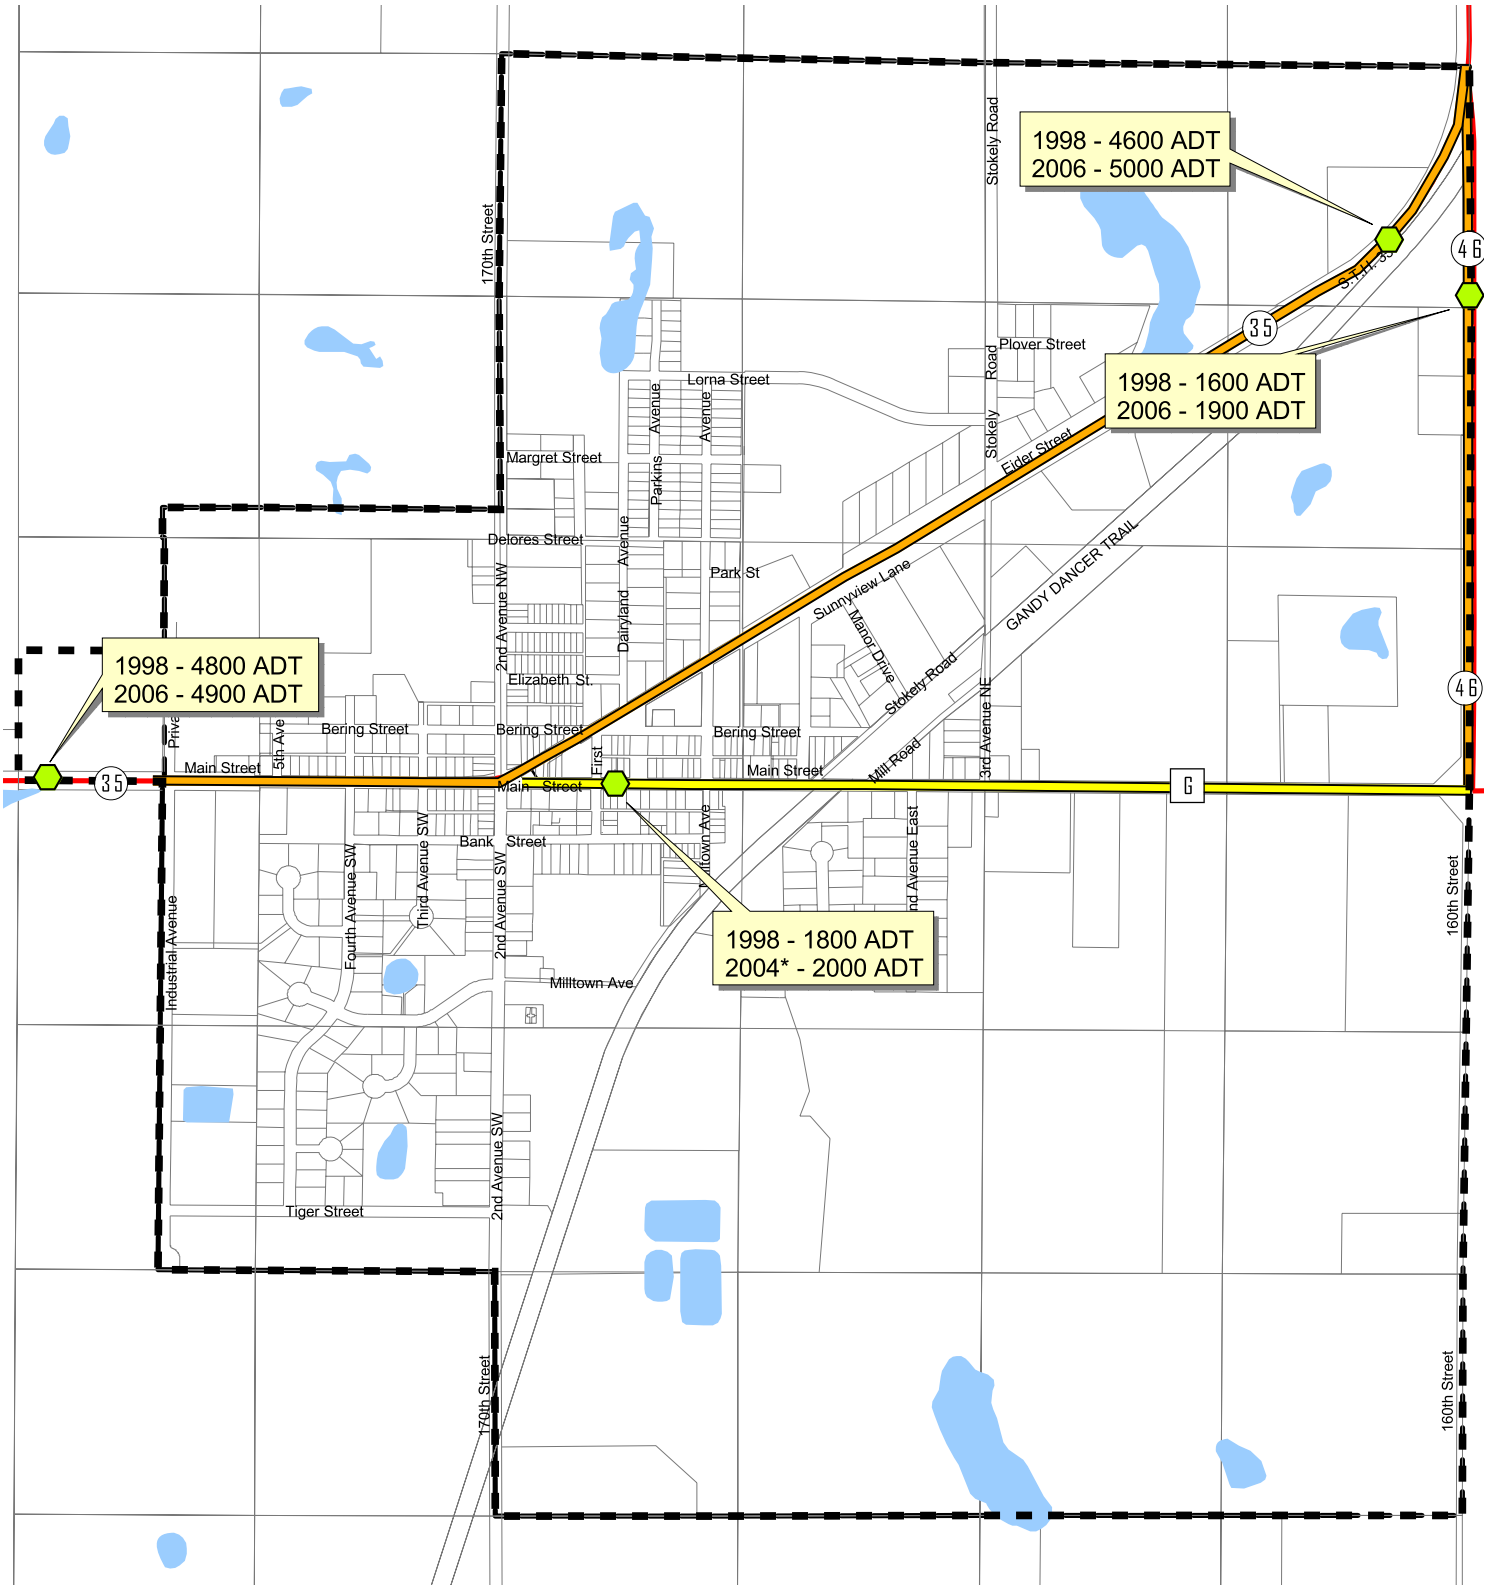 1998 - 4600 ADT
2006 - 5000 ADT
Stokely Road
170th Street
46
S.T.H. 35
35
Plover Street
Road
Stokely
1998 - 1600 ADT
2006 - 1900 ADT
Lorna Street
Avenue
Avenue
Parkins
Eider Street
Margret Street
Delores Street
Avenue
Dairyland
Park St
GANDY DANCER TRAIL
Sunnyview Lane
2nd Avenue NW
Manor Drive
1998 - 4800 ADT
2006 - 4900 ADT
Elizabeth St.
Stokely Road
46
5th Ave
Bering Street
Bering Street
Bering Street
3rd Avenue NE
First
Mill Road
Main Street
Main Street
35
Main Street
G
Bank Street
Third Avenue SW
Fourth Avenue SW
2nd Avenue SW
160th Street
Industrial Avenue
1998 - 1800 ADT
2004* - 2000 ADT
Milltown Ave
2nd Avenue SW
Tiger Street
170th Street
160th Street